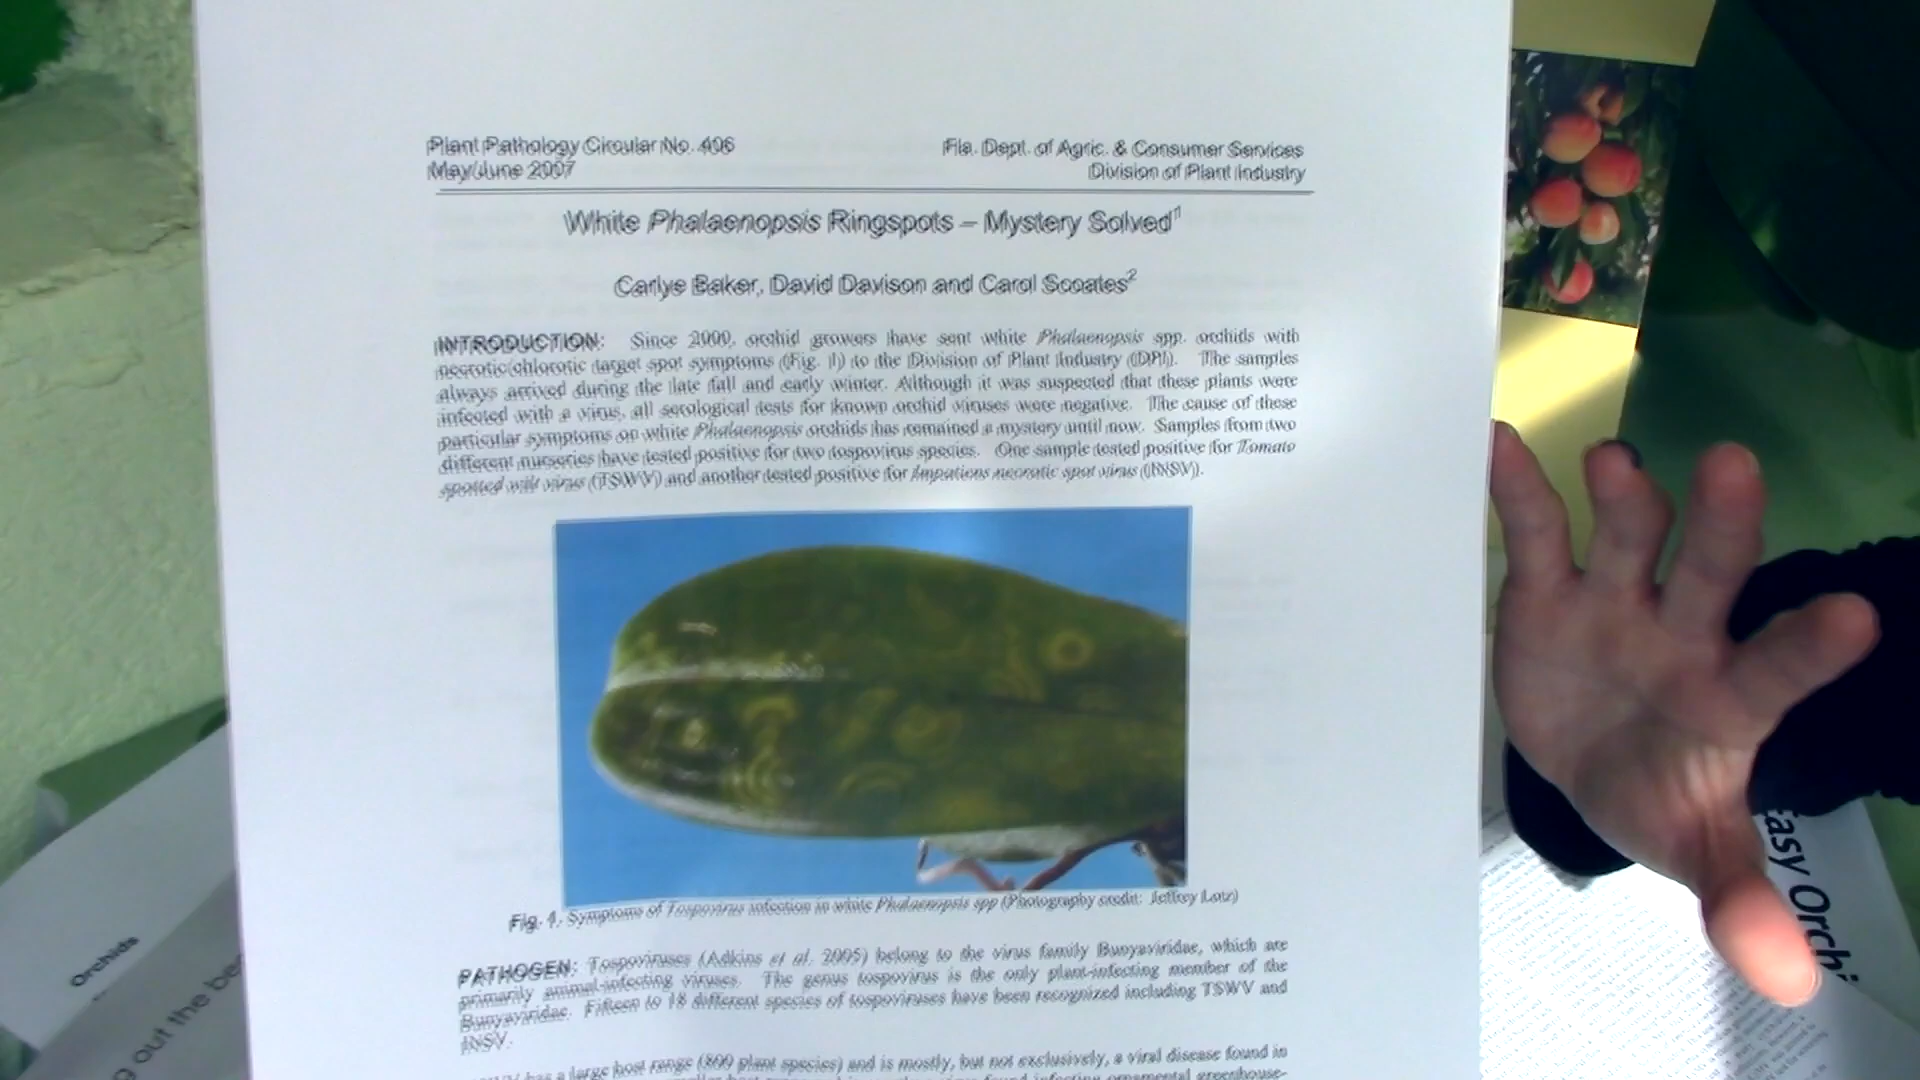 Plant Pathology Circular No. 406
May/June 2007
Fla. Dept. of Agric. & Consumer Services
Division of Plant Industry
White Phalaenopsis Ringspots – Mystery Solved1
Carlye Baker, David Davison and Carol Scoates2
INTRODUCTION: Since 2000, orchid growers have sent white Phalaenopsis spp. orchids with
necrotic/chlorotic target spot symptoms (Fig. 1) to the Division of Plant Industry (DPI). The samples
always arrived during the late fall and early winter. Although it was suspected that these plants were
infected with a virus, all serological tests for known orchid viruses were negative. The cause of these
particular symptoms on white Phalaenopsis orchids has remained a mystery until now. Samples from two
different nurseries have tested positive for two tospovirus species. One sample tested positive for Tomato
spotted wilt virus (TSWV) and another tested positive for Impatiens necrotic spot virus (INSV).
Fig. 1. Symptoms of Tospovirus infection in white Phalaenopsis spp (Photography credit: Jeffrey Lotz)
PATHOGEN: Tospoviruses (Adkins et al. 2005) belong to the virus family Bunyaviridae, which are
primarily animal-infecting viruses. The genus tospovirus is the only plant-infecting member of the
Bunyaviridae. Fifteen to 18 different species of tospoviruses have been recognized including TSWV and
INSV.
has a large host range (800 plant species) and is mostly, but not exclusively, a viral disease found in
Orchids
out the
Easy Orchi